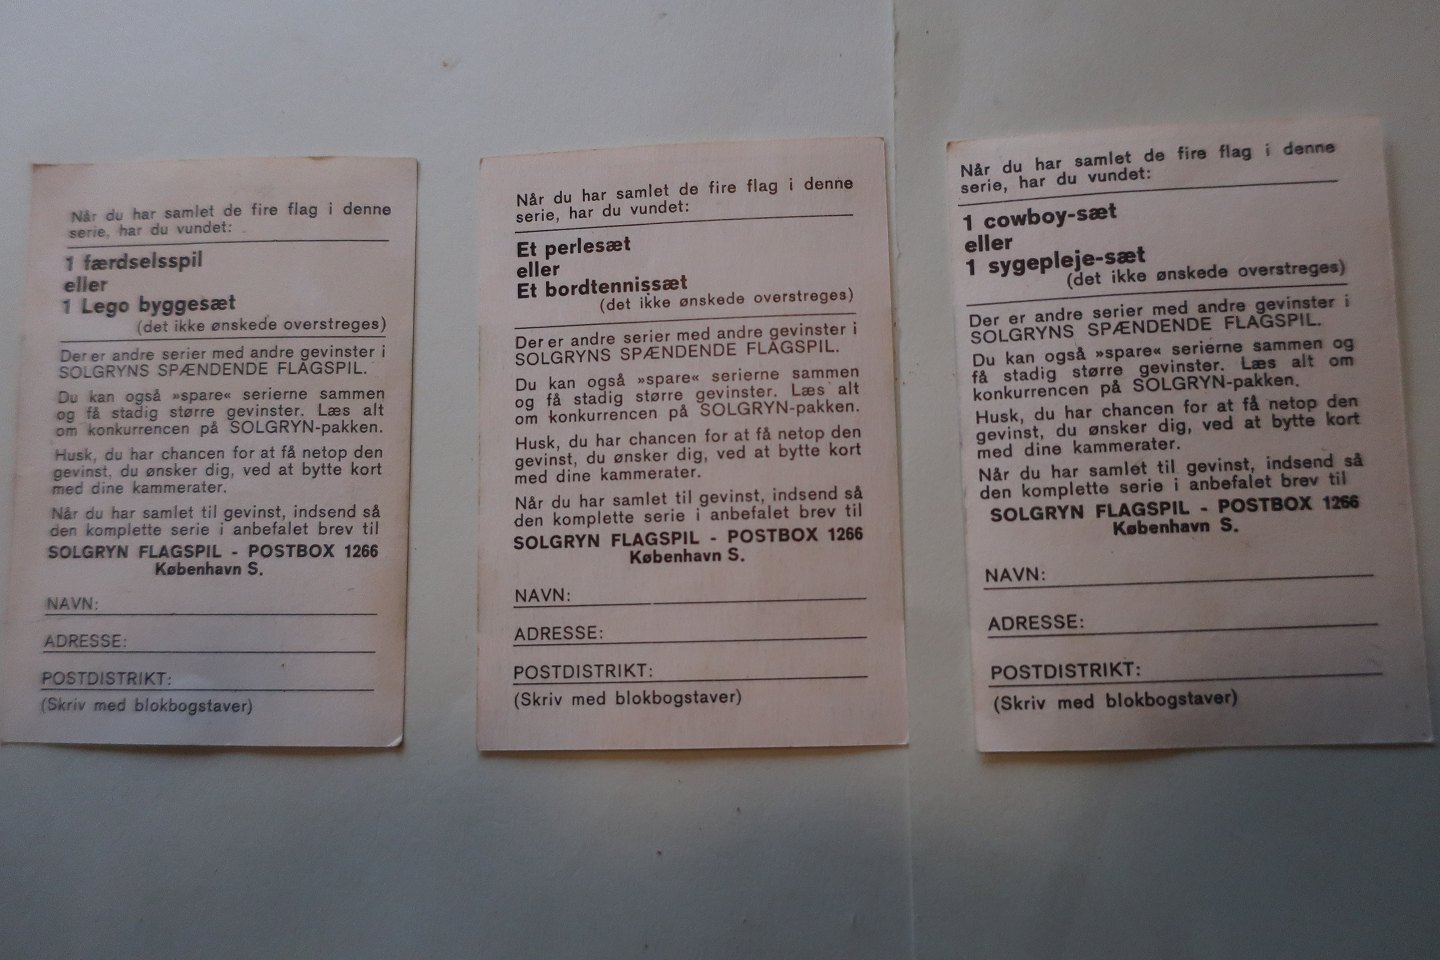 Når du har samlet de fire flag i denne
serie, har du vundet:
1 færdselsspil
eller
1 Lego byggesæt
(det ikke ønskede overstreges)
Der er andre serier med andre gevinster i
SOLGRYNS SPÆNDENDE FLAGSPIL.
Du kan også »spare« serierne sammen
og få stadig større gevinster. Læs alt
om konkurrencen på SOLGRYN-pakken.
Husk, du har chancen for at få netop den
gevinst, du ønsker dig, ved at bytte kort
med dine kammerater.
Når du har samlet til gevinst, indsend så
den komplette serie i anbefalet brev til
SOLGRYN FLAGSPIL - POSTBOX 1266
København S.
NAVN:
ADRESSE:
POSTDISTRIKT:
(Skriv med blokbogstaver)
Når du har samlet de fire flag i denne
serie, har du vundet:
Et perlesæt
eller
Et bordtennissæt
(det ikke ønskede overstreges)
Der er andre serier med andre gevinster i
SOLGRYNS SPÆNDENDE FLAGSPIL.
Du kan også »spare« serierne sammen
og få stadig større gevinster. Læs alt
om konkurrencen på SOLGRYN-pakken.
Husk, du har chancen for at få netop den
gevinst, du ønsker dig, ved at bytte kort
med dine kammerater.
Når du har samlet til gevinst, indsend så
den komplette serie i anbefalet brev til
SOLGRYN FLAGSPIL - POSTBOX 1266
København S.
NAVN:
ADRESSE:
POSTDISTRIKT:
(Skriv med blokbogstaver)
Når du har samlet de fire flag i denne
serie, har du vundet:
1 cowboy-sæt
eller
1 sygepleje-sæt
(det ikke ønskede overstreges)
Der er andre serier med andre gevinster i
SOLGRYNS SPÆNDENDE FLAGSPIL.
Du kan også »spare« serierne sammen og
få stadig større gevinster. Læs alt om
konkurrencen på SOLGRYN-pakken.
Husk, du har chancen for at få netop den
gevinst, du ønsker dig, ved at bytte kort
med dine kammerater.
Når du har samlet til gevinst, indsend så
den komplette serie i anbefalet brev til
SOLGRYN FLAGSPIL - POSTBOX 1266
København S.
NAVN:
ADRESSE:
POSTDISTRIKT:
(Skriv med blokbogstaver)